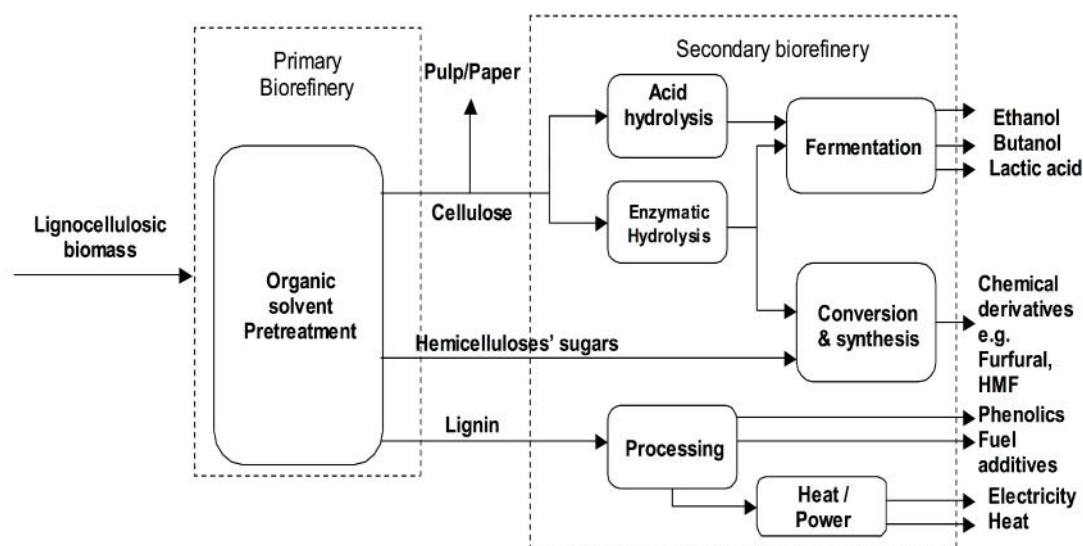 Primary
Biorefinery
Secondary biorefinery
Pulp/Paper
Acid
hydrolysis
Fermentation
Ethanol
Butanol
Lactic acid
Cellulose
Enzymatic
Hydrolysis
Lignocellulosic
biomass
Organic
solvent
Pretreatment
Conversion
& synthesis
Chemical
derivatives
e.g.
Furfural,
HMF
Hemicelluloses’ sugars
Lignin
Processing
Phenolics
Fuel
additives
Heat /
Power
Electricity
Heat